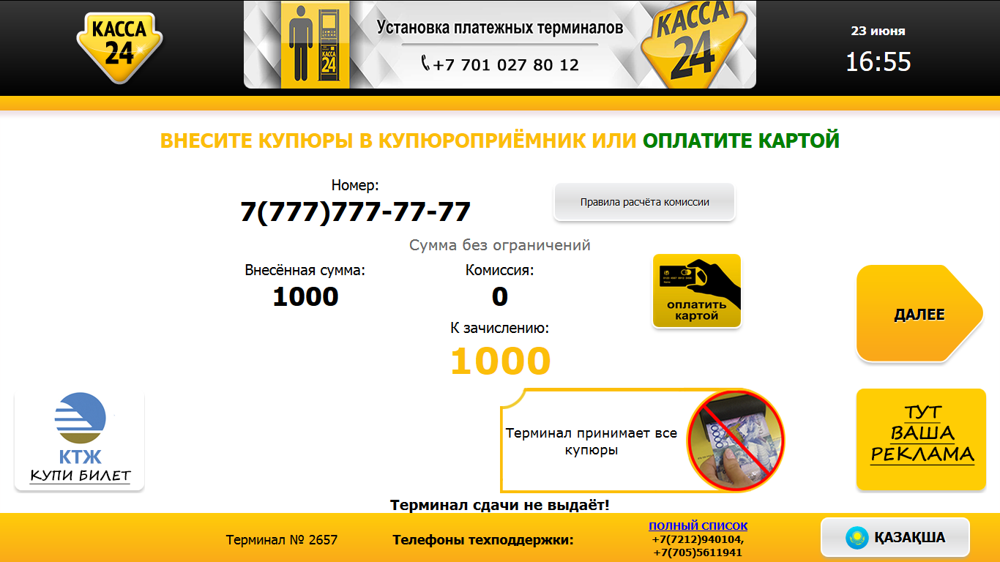 КАССА
24
Установка платежных терминалов
+7 701 027 80 12
КАССА
24
КАССА
24
23 июня
16:55
ВНЕСИТЕ КУПЮРЫ В КУПЮРОПРИЁМНИК ИЛИ ОПЛАТИТЕ КАРТОЙ
Номер:
7(777)777-77-77
Правила расчёта комиссии
Сумма без ограничений
Внесённая сумма:
1000
Комиссия:
0
оплатить
картой
К зачислению:
1000
ДАЛЕЕ
КТЖ
КУПИ БИЛЕТ
Терминал принимает все
купюры
ТУТ
ВАША
РЕКЛАМА
Терминал сдачи не выдаёт!
Терминал № 2657
Телефоны техподдержки:
ПОЛНЫЙ СПИСОК
+7(7212)940104,
+7(705)5611941
ҚАЗАҚША